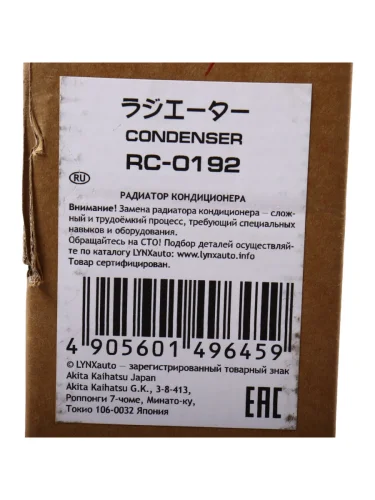 ラジエーター
CONDENSER
RC-0192
RU
РАДИАТОР КОНДИЦИОНЕРА
Внимание! Замена радиатора кондиционера – слож-
ный и трудоёмкий процесс, требующий специальных
навыков и оборудования.
Обращайтесь на СТО! Подбор деталей осуществляй-
те по каталогу LYNXauto: www.lynxauto.info
Товар сертифицирован.
4 905601 496459
© LYNXauto – зарегистрированный товарный знак
Akita Kaihatsu Japan
Akita Kaihatsu G.K., 3-8-413,
Роппонги 7-чоме, Минато-ку,
Токио 106-0032 Япония
EAC